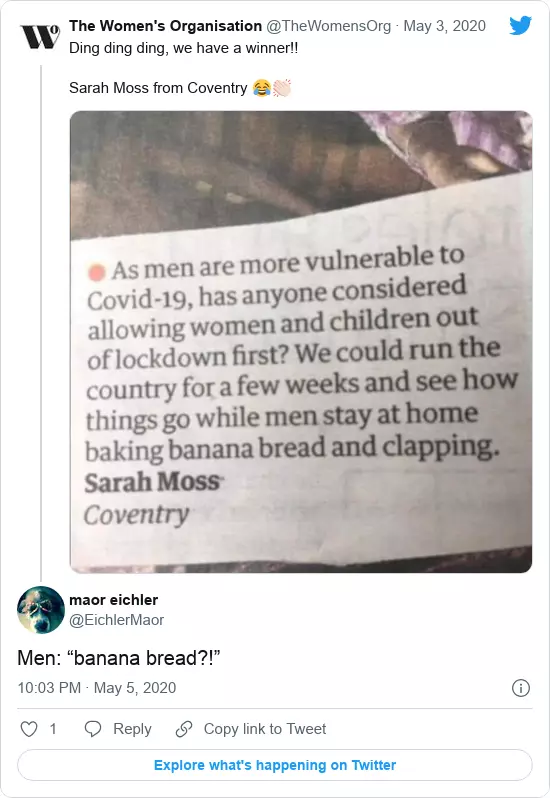 The Women's Organisation @TheWomensOrg · May 3, 2020
Ding ding ding, we have a winner!!
Sarah Moss from Coventry 😂👏🏻
As men are more vulnerable to
Covid-19, has anyone considered
allowing women and children out
of lockdown first? We could run the
country for a few weeks and see how
things go while men stay at home
baking banana bread and clapping.
Sarah Moss
Coventry
maor eichler
@EichlerMaor
Men: “banana bread?!”
10:03 PM · May 5, 2020
1 Reply Copy link to Tweet
Explore what's happening on Twitter